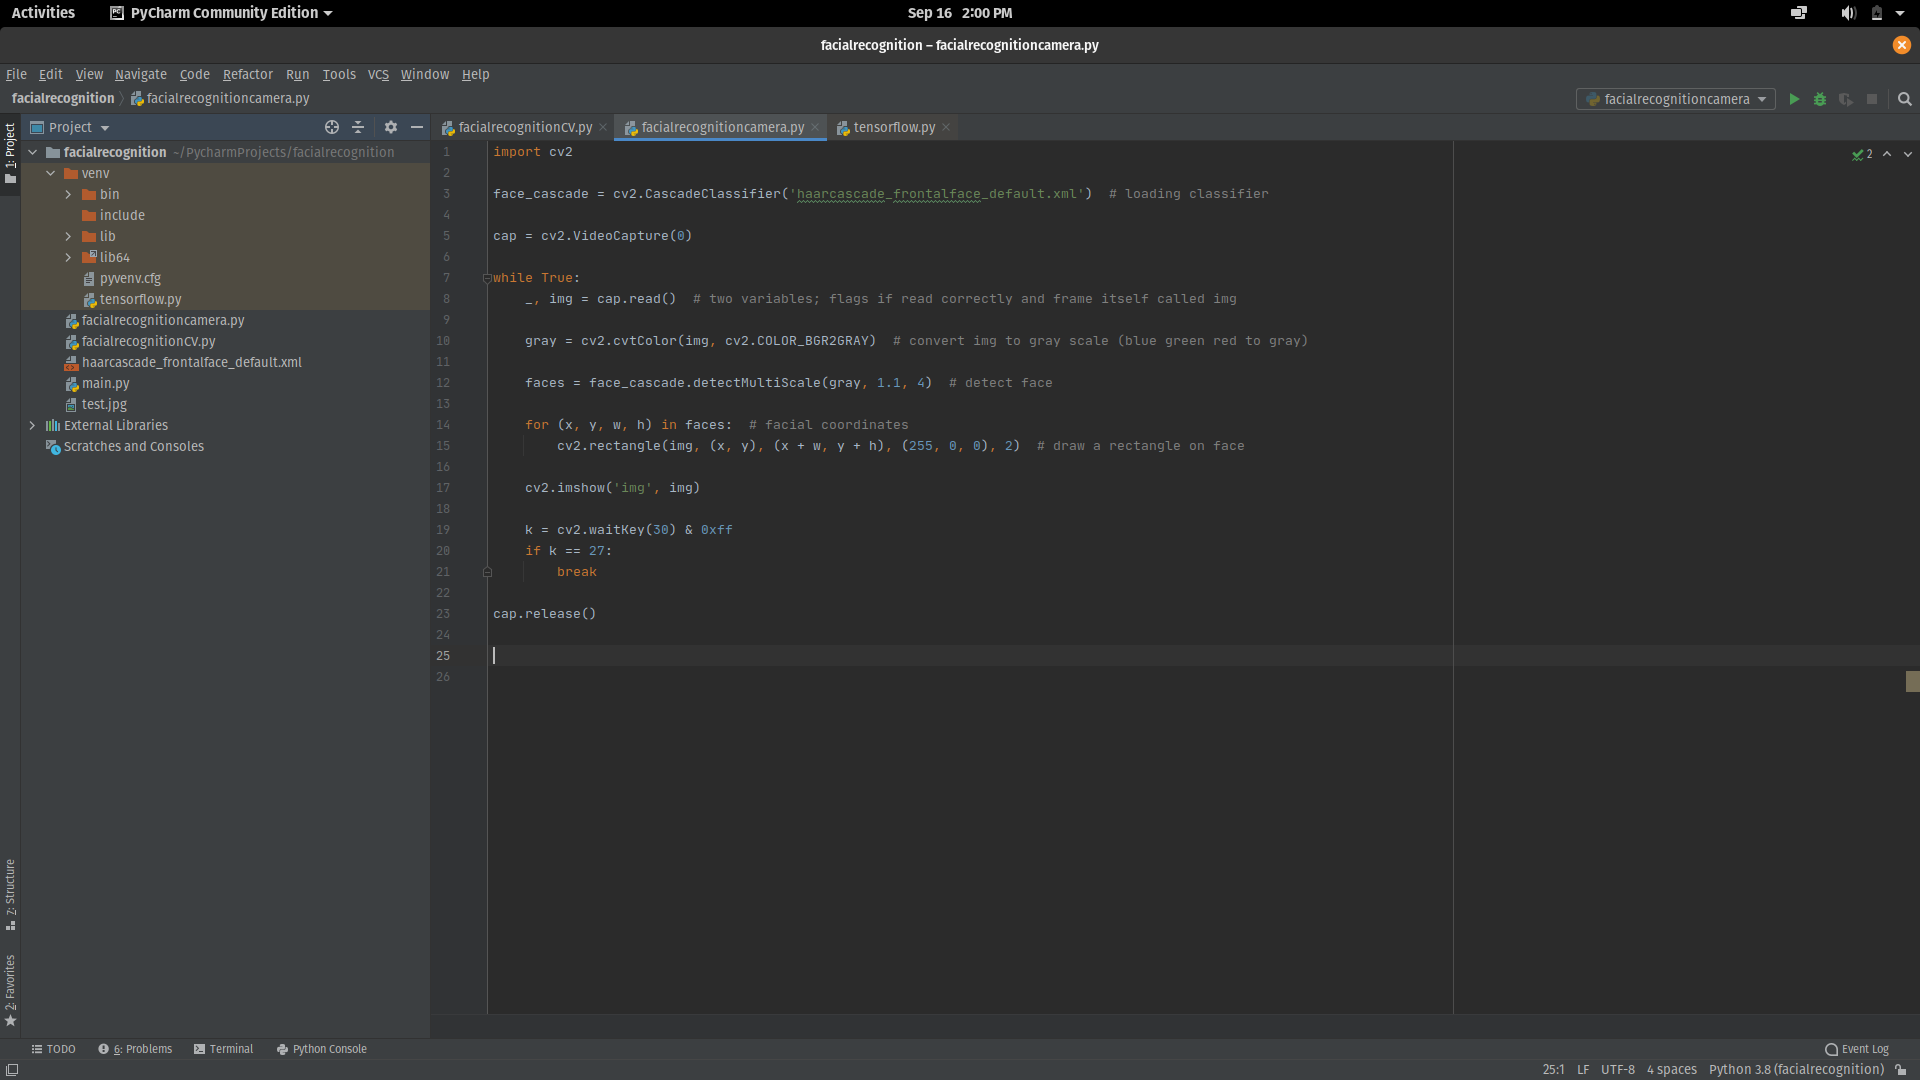 Activities PyCharm Community Edition Sep 16 2:00 PM
facialrecognition – facialrecognitioncamera.py
File Edit View Navigate Code Refactor Run Tools VCS Window Help
facialrecognition facialrecognitioncamera.py facialrecognitioncamera
1: Project
Project
facialrecognition ~/PycharmProjects/facialrecognition
venv
bin
include
lib
lib64
pyvenv.cfg
tensorflow.py
facialrecognitioncamera.py
facialrecognitionCV.py
haarcascade_frontalface_default.xml
main.py
test.jpg
External Libraries
Scratches and Consoles
7: Structure
2: Favorites
facialrecognitionCV.py facialrecognitioncamera.py tensorflow.py
2
1 import cv2
2
3 face_cascade = cv2.CascadeClassifier('haarcascade_frontalface_default.xml')  # loading classifier
4
5 cap = cv2.VideoCapture(0)
6
7 while True:
8     _, img = cap.read()  # two variables; flags if read correctly and frame itself called img
9
10     gray = cv2.cvtColor(img, cv2.COLOR_BGR2GRAY)  # convert img to gray scale (blue green red to gray)
11
12     faces = face_cascade.detectMultiScale(gray, 1.1, 4)  # detect face
13
14     for (x, y, w, h) in faces:  # facial coordinates
15         cv2.rectangle(img, (x, y), (x + w, y + h), (255, 0, 0), 2)  # draw a rectangle on face
16
17     cv2.imshow('img', img)
18
19     k = cv2.waitKey(30) & 0xff
20     if k == 27:
21         break
22
23 cap.release()
24
25
26
TODO 6: Problems Terminal Python Console Event Log
25:1 LF UTF-8 4 spaces Python 3.8 (facialrecognition)